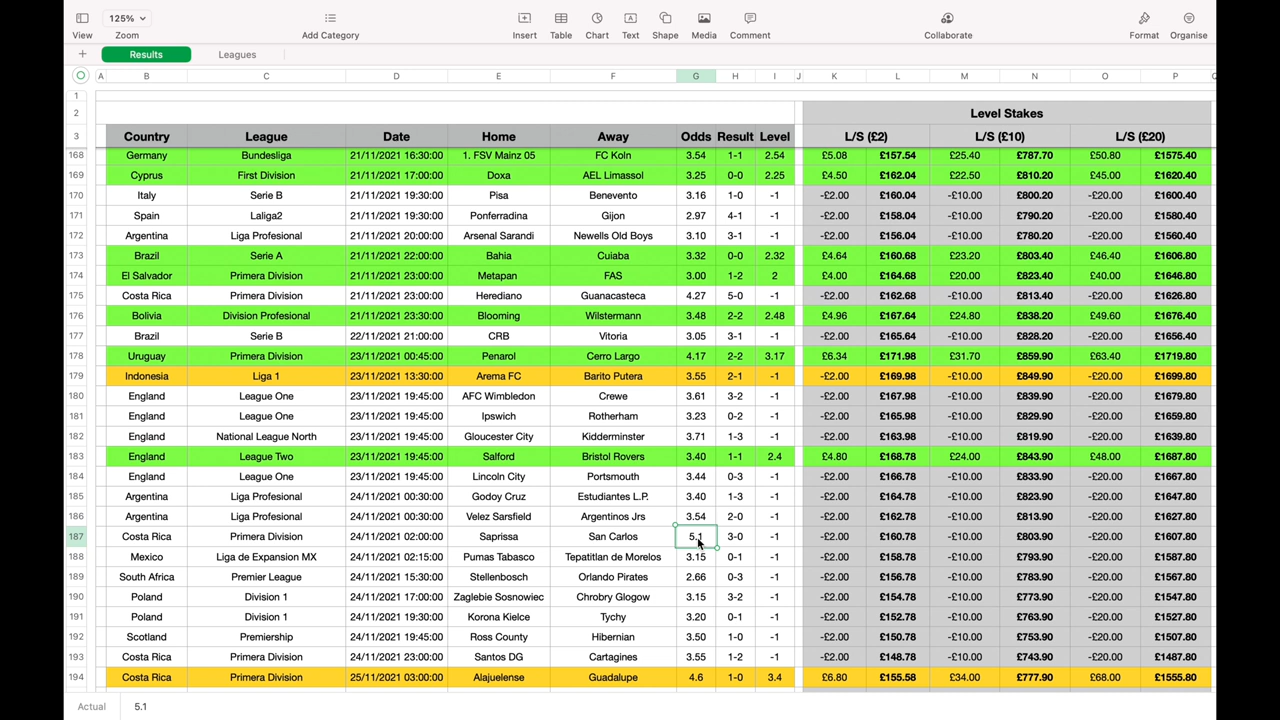 125%
View Zoom Add Category Insert Table Chart Text Shape Media Comment Collaborate Format Organise
+ Results Leagues
A B C D E F G H I J K L M N O P
1
2 Level Stakes
3 Country League Date Home Away Odds Result Level L/S (£2) L/S (£10) L/S (£20)
168 Germany Bundesliga 21/11/2021 16:30:00 1. FSV Mainz 05 FC Koln 3.54 1-1 2.54 £5.08 £157.54 £25.40 £787.70 £50.80 £1575.40
169 Cyprus First Division 21/11/2021 17:00:00 Doxa AEL Limassol 3.25 0-0 2.25 £4.50 £162.04 £22.50 £810.20 £45.00 £1620.40
170 Italy Serie B 21/11/2021 19:30:00 Pisa Benevento 3.16 1-0 -1 -£2.00 £160.04 -£10.00 £800.20 -£20.00 £1600.40
171 Spain Laliga2 21/11/2021 19:30:00 Ponferradina Gijon 2.97 4-1 -1 -£2.00 £158.04 -£10.00 £790.20 -£20.00 £1580.40
172 Argentina Liga Profesional 21/11/2021 20:00:00 Arsenal Sarandi Newells Old Boys 3.10 3-1 -1 -£2.00 £156.04 -£10.00 £780.20 -£20.00 £1560.40
173 Brazil Serie A 21/11/2021 22:00:00 Bahia Cuiaba 3.32 0-0 2.32 £4.64 £160.68 £23.20 £803.40 £46.40 £1606.80
174 El Salvador Primera Division 21/11/2021 23:00:00 Metapan FAS 3.00 1-2 2 £4.00 £164.68 £20.00 £823.40 £40.00 £1646.80
175 Costa Rica Primera Division 21/11/2021 23:00:00 Herediano Guanacasteca 4.27 5-0 -1 -£2.00 £162.68 -£10.00 £813.40 -£20.00 £1626.80
176 Bolivia Division Profesional 21/11/2021 23:30:00 Blooming Wilstermann 3.48 2-2 2.48 £4.96 £167.64 £24.80 £838.20 £49.60 £1676.40
177 Brazil Serie B 22/11/2021 21:00:00 CRB Vitoria 3.05 3-1 -1 -£2.00 £165.64 -£10.00 £828.20 -£20.00 £1656.40
178 Uruguay Primera Division 23/11/2021 00:45:00 Penarol Cerro Largo 4.17 2-2 3.17 £6.34 £171.98 £31.70 £859.90 £63.40 £1719.80
179 Indonesia Liga 1 23/11/2021 13:30:00 Arema FC Barito Putera 3.55 2-1 -1 -£2.00 £169.98 -£10.00 £849.90 -£20.00 £1699.80
180 England League One 23/11/2021 19:45:00 AFC Wimbledon Crewe 3.61 3-2 -1 -£2.00 £167.98 -£10.00 £839.90 -£20.00 £1679.80
181 England League One 23/11/2021 19:45:00 Ipswich Rotherham 3.23 0-2 -1 -£2.00 £165.98 -£10.00 £829.90 -£20.00 £1659.80
182 England National League North 23/11/2021 19:45:00 Gloucester City Kidderminster 3.71 1-3 -1 -£2.00 £163.98 -£10.00 £819.90 -£20.00 £1639.80
183 England League Two 23/11/2021 19:45:00 Salford Bristol Rovers 3.40 1-1 2.4 £4.80 £168.78 £24.00 £843.90 £48.00 £1687.80
184 England League One 23/11/2021 19:45:00 Lincoln City Portsmouth 3.44 0-3 -1 -£2.00 £166.78 -£10.00 £833.90 -£20.00 £1667.80
185 Argentina Liga Profesional 24/11/2021 00:30:00 Godoy Cruz Estudiantes L.P. 3.40 1-3 -1 -£2.00 £164.78 -£10.00 £823.90 -£20.00 £1647.80
186 Argentina Liga Profesional 24/11/2021 00:30:00 Velez Sarsfield Argentinos Jrs 3.54 2-0 -1 -£2.00 £162.78 -£10.00 £813.90 -£20.00 £1627.80
187 Costa Rica Primera Division 24/11/2021 02:00:00 Saprissa San Carlos 5.1 3-0 -1 -£2.00 £160.78 -£10.00 £803.90 -£20.00 £1607.80
188 Mexico Liga de Expansion MX 24/11/2021 02:15:00 Pumas Tabasco Tepatitlan de Morelos 3.15 0-1 -1 -£2.00 £158.78 -£10.00 £793.90 -£20.00 £1587.80
189 South Africa Premier League 24/11/2021 15:30:00 Stellenbosch Orlando Pirates 2.66 0-3 -1 -£2.00 £156.78 -£10.00 £783.90 -£20.00 £1567.80
190 Poland Division 1 24/11/2021 17:00:00 Zaglebie Sosnowiec Chrobry Glogow 3.15 3-2 -1 -£2.00 £154.78 -£10.00 £773.90 -£20.00 £1547.80
191 Poland Division 1 24/11/2021 19:30:00 Korona Kielce Tychy 3.20 0-1 -1 -£2.00 £152.78 -£10.00 £763.90 -£20.00 £1527.80
192 Scotland Premiership 24/11/2021 19:45:00 Ross County Hibernian 3.50 1-0 -1 -£2.00 £150.78 -£10.00 £753.90 -£20.00 £1507.80
193 Costa Rica Primera Division 24/11/2021 20:00:00 Santos DG Cartagines 3.55 1-2 -1 -£2.00 £148.78 -£10.00 £743.90 -£20.00 £1487.80
194 Costa Rica Primera Division 25/11/2021 03:00:00 Alajuelense Guadalupe 4.6 1-0 3.4 £6.80 £155.58 £34.00 £777.90 £68.00 £1555.80
Actual 5.1